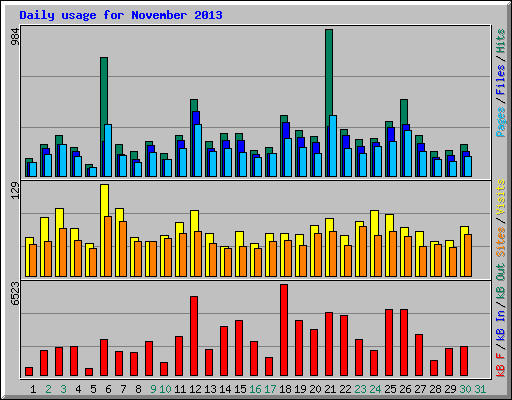 Daily usage for November 2013
984
Pages / Files / Hits
129
Sites / Visits
6523
kB F / kB In / kB Out
1 2 3 4 5 6 7 8 9 10 11 12 13 14 15 16 17 18 19 20 21 22 23 24 25 26 27 28 29 30 31